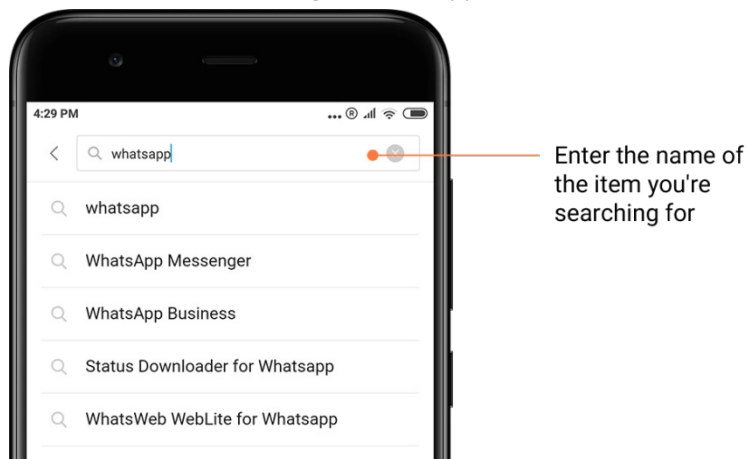 4:29 PM
whatsapp
whatsapp
WhatsApp Messenger
WhatsApp Business
Status Downloader for Whatsapp
WhatsWeb WebLite for Whatsapp
Enter the name of
the item you're
searching for